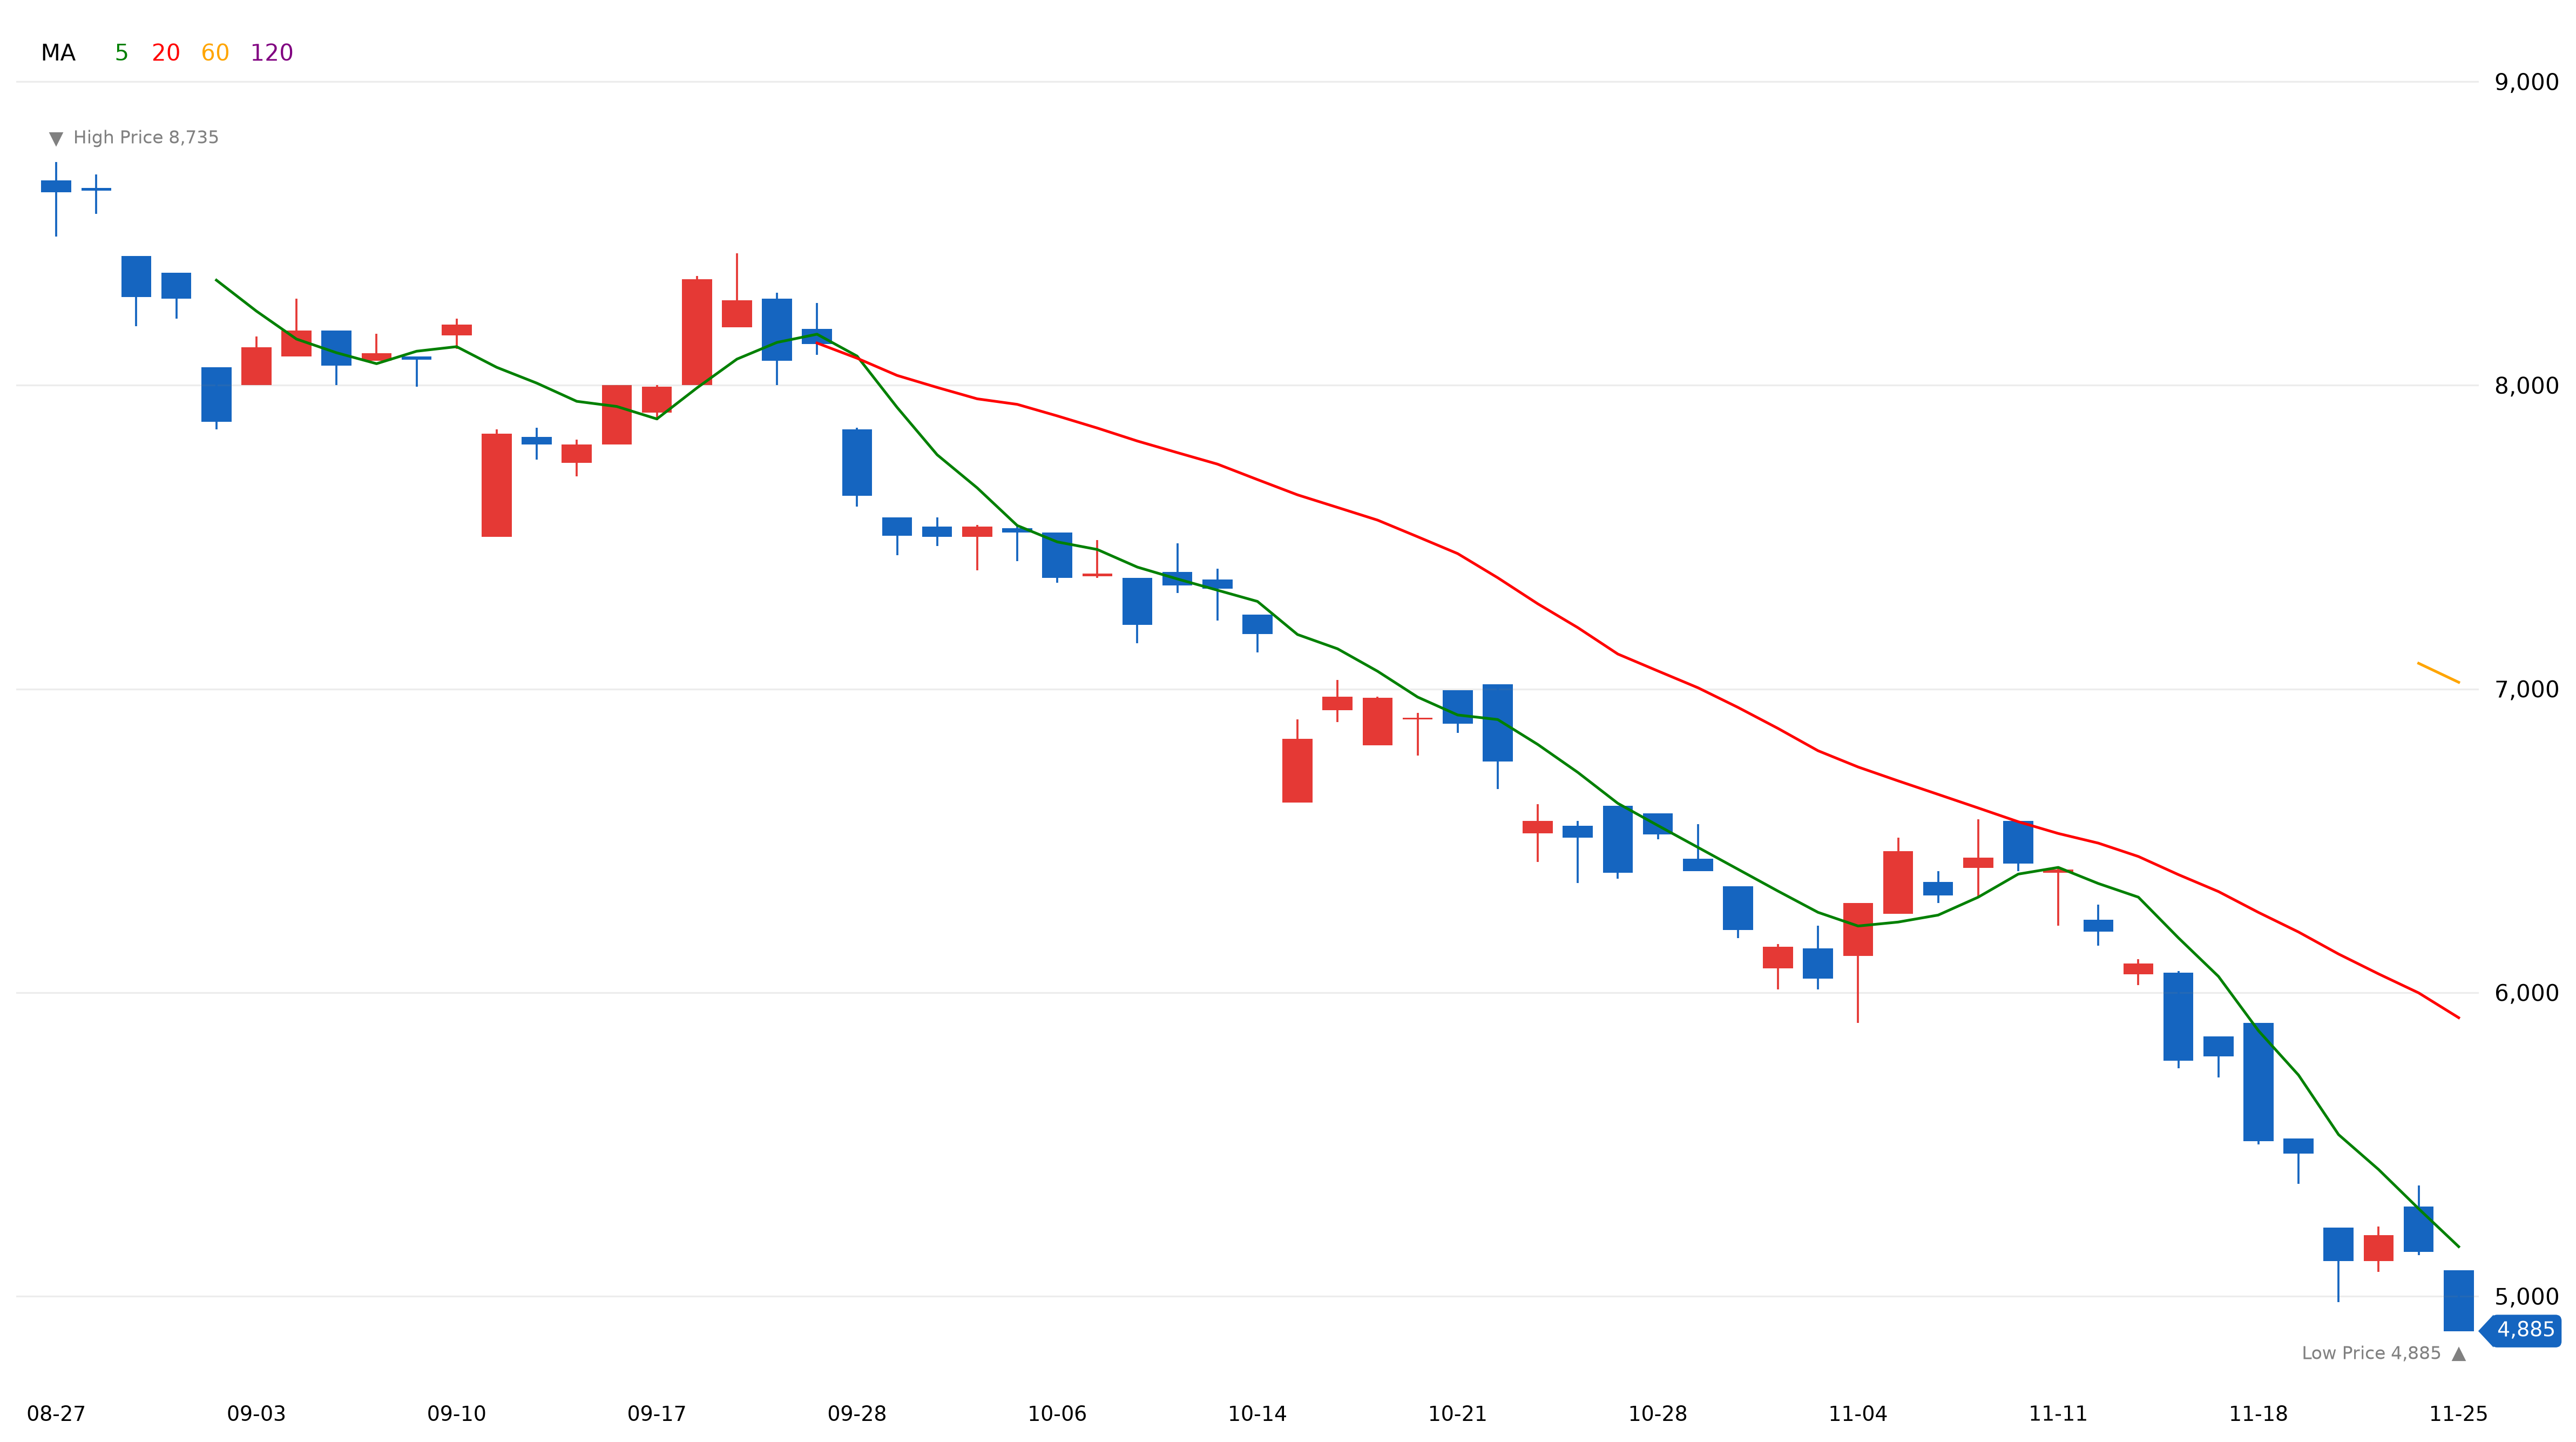 MA 5 20 60 120
9,000
▼ High Price 8,735
8,000
7,000
6,000
5,000
4,885
Low Price 4,885 ▲
08-27 09-03 09-10 09-17 09-28 10-06 10-14 10-21 10-28 11-04 11-11 11-18 11-25